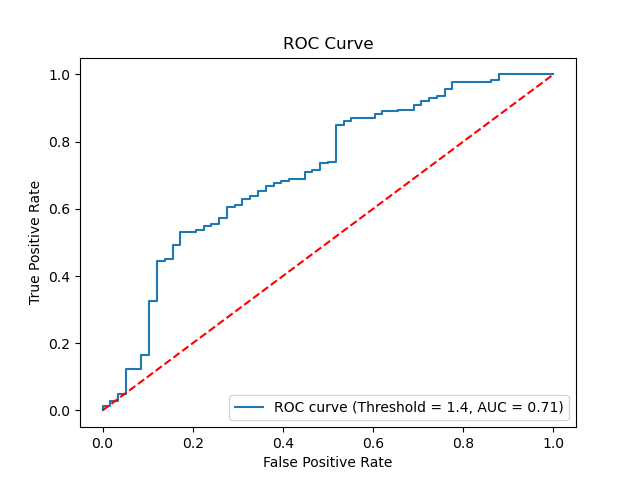 ROC Curve
True Positive Rate
1.0
0.8
0.6
0.4
0.2
0.0
ROC curve (Threshold = 1.4, AUC = 0.71)
0.0 0.2 0.4 0.6 0.8 1.0
False Positive Rate